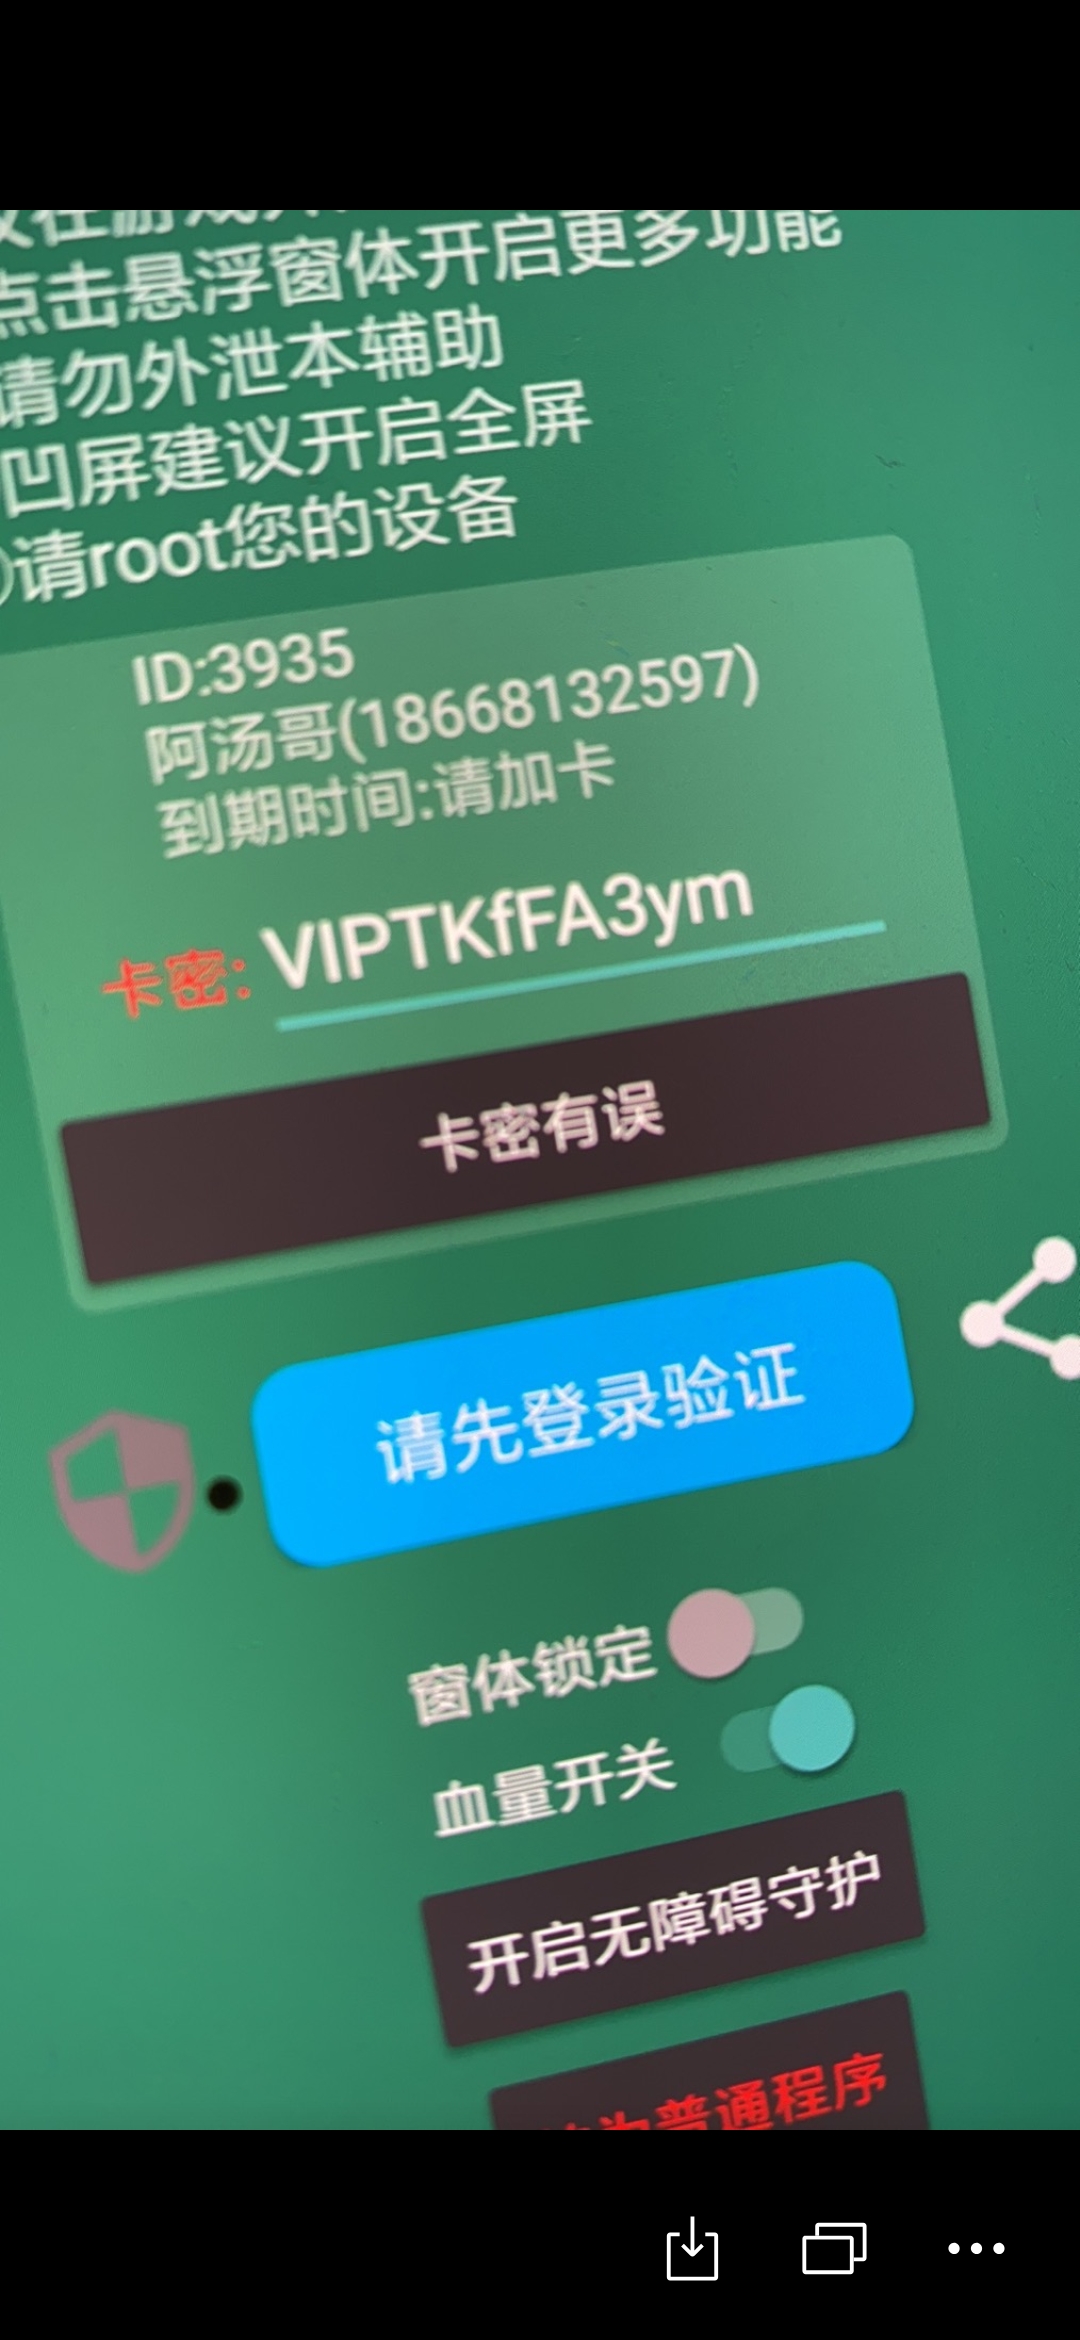 点击悬浮窗体开启更多功能
请勿外泄本辅助
凹屏建议开启全屏
请root您的设备
ID:3935
阿汤哥(18668132597)
到期时间:请加卡
卡密: VIPTKfFA3ym
卡密有误
请先登录验证
窗体锁定
血量开关
开启无障碍守护
普通程序